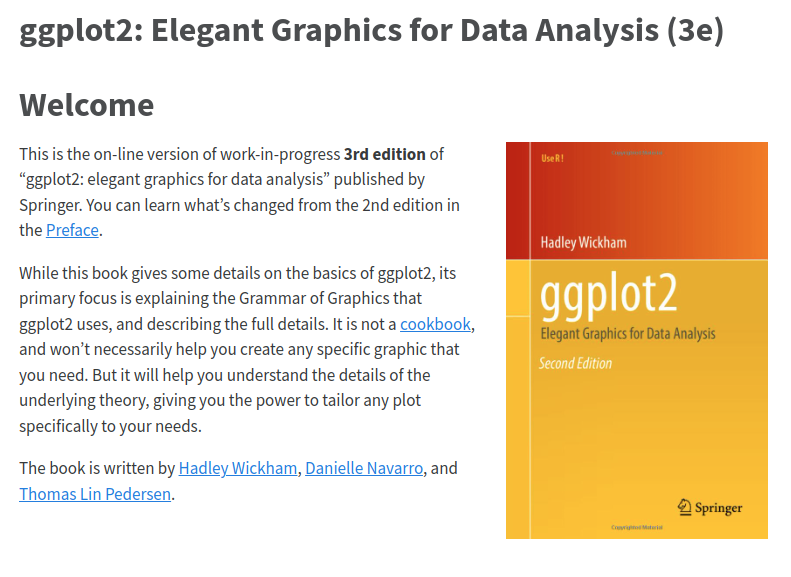 ggplot2: Elegant Graphics for Data Analysis (3e)
Welcome
This is the on-line version of work-in-progress 3rd edition of
“ggplot2: elegant graphics for data analysis” published by
Springer. You can learn what’s changed from the 2nd edition in
the Preface.
While this book gives some details on the basics of ggplot2, its
primary focus is explaining the Grammar of Graphics that
ggplot2 uses, and describing the full details. It is not a cookbook,
and won’t necessarily help you create any specific graphic that
you need. But it will help you understand the details of the
underlying theory, giving you the power to tailor any plot
specifically to your needs.
The book is written by Hadley Wickham, Danielle Navarro, and
Thomas Lin Pedersen.
Use R!
Hadley Wickham
ggplot2
Elegant Graphics for Data Analysis
Second Edition
Springer
Copyrighted Material